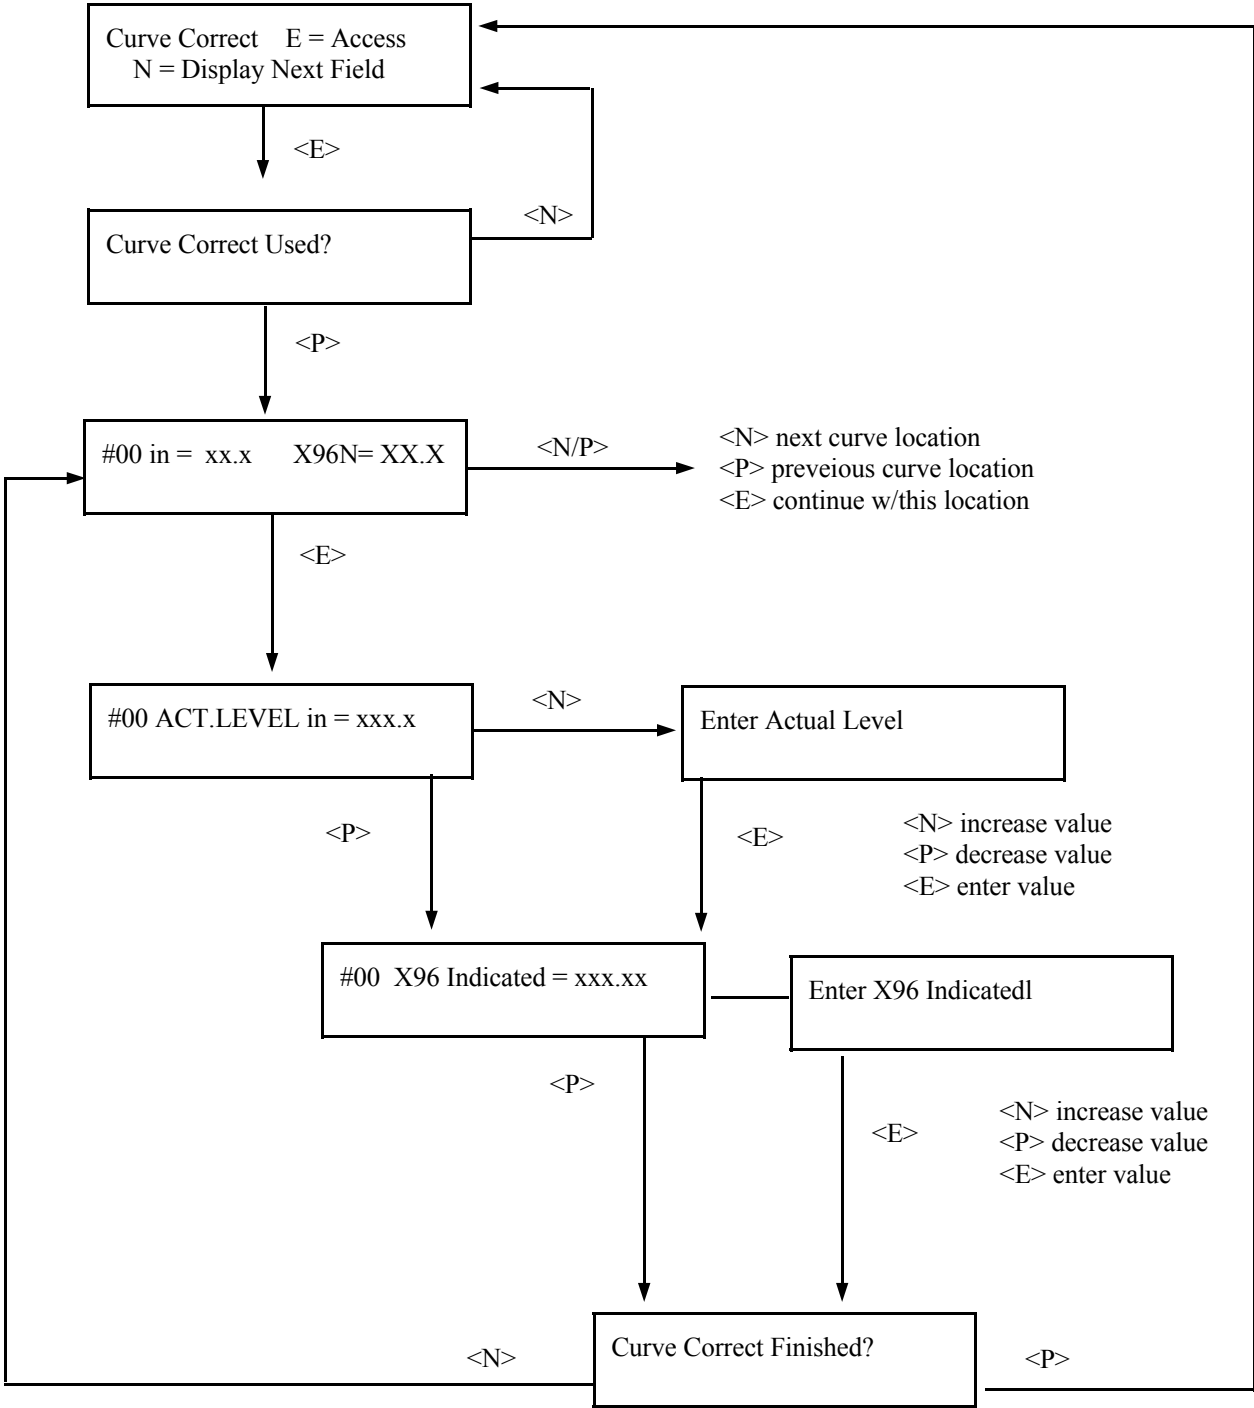 Curve Correct    E = Access
N = Display Next Field
<E>
<N>
Curve Correct Used?
<P>
#00 in =  xx.x      X96N= XX.X
<N/P>
<N> next curve location
<P> preveious curve location
<E> continue w/this location
<E>
#00 ACT.LEVEL in = xxx.x
<N>
Enter Actual Level
<P>
<E>
<N> increase value
<P> decrease value
<E> enter value
#00  X96 Indicated = xxx.xx
Enter X96 Indicatedl
<P>
<E>
<N> increase value
<P> decrease value
<E> enter value
<N>
Curve Correct Finished?
<P>